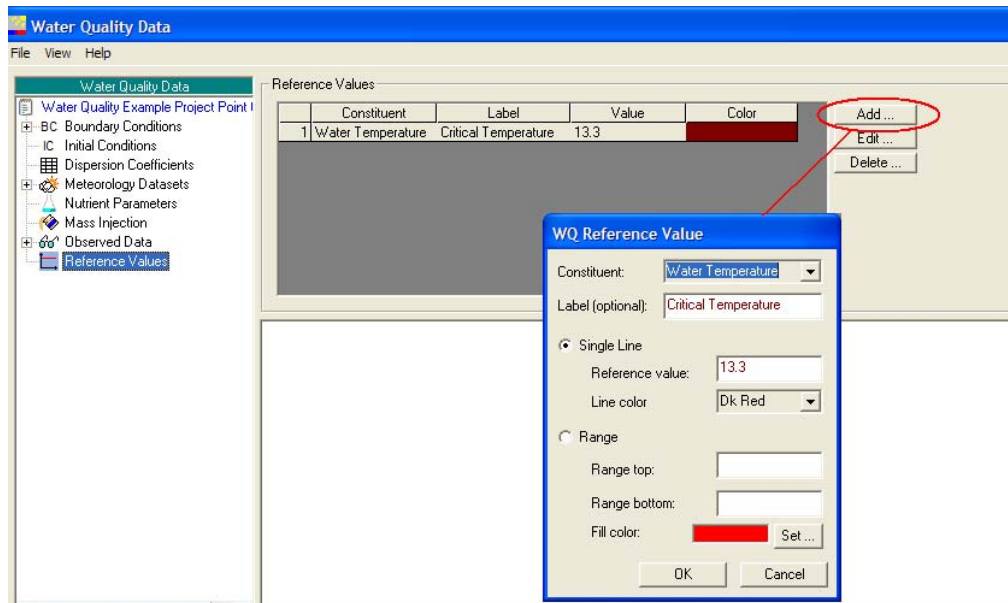 Water Quality Data
File View Help
Water Quality Data
Water Quality Example Project Point
BC Boundary Conditions
IC Initial Conditions
Dispersion Coefficients
Meteorology Datasets
Nutrient Parameters
Mass Injection
Observed Data
Reference Values
Reference Values
Constituent Label Value Color
1 Water Temperature Critical Temperature 13.3
Add ...
Edit ...
Delete ...
WQ Reference Value
Constituent: Water Temperature
Label (optional): Critical Temperature
Single Line
Reference value: 13.3
Line color Dk Red
Range
Range top:
Range bottom:
Fill color: Set ...
OK Cancel